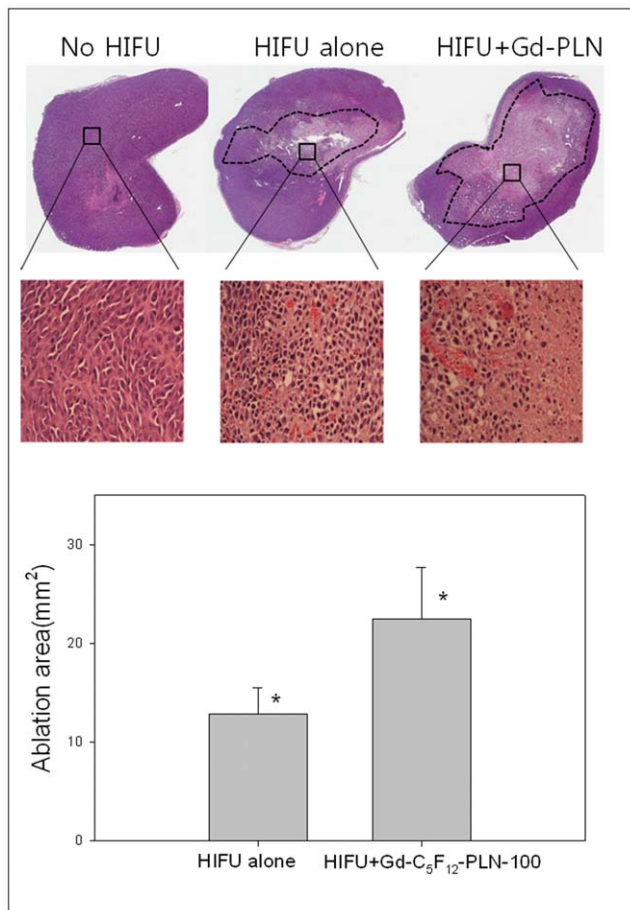 No HIFU HIFU alone HIFU+Gd-PLN
Ablation area(mm²)
30
20
10
0
*
*
HIFU alone HIFU+Gd-C₅F₁₂-PLN-100